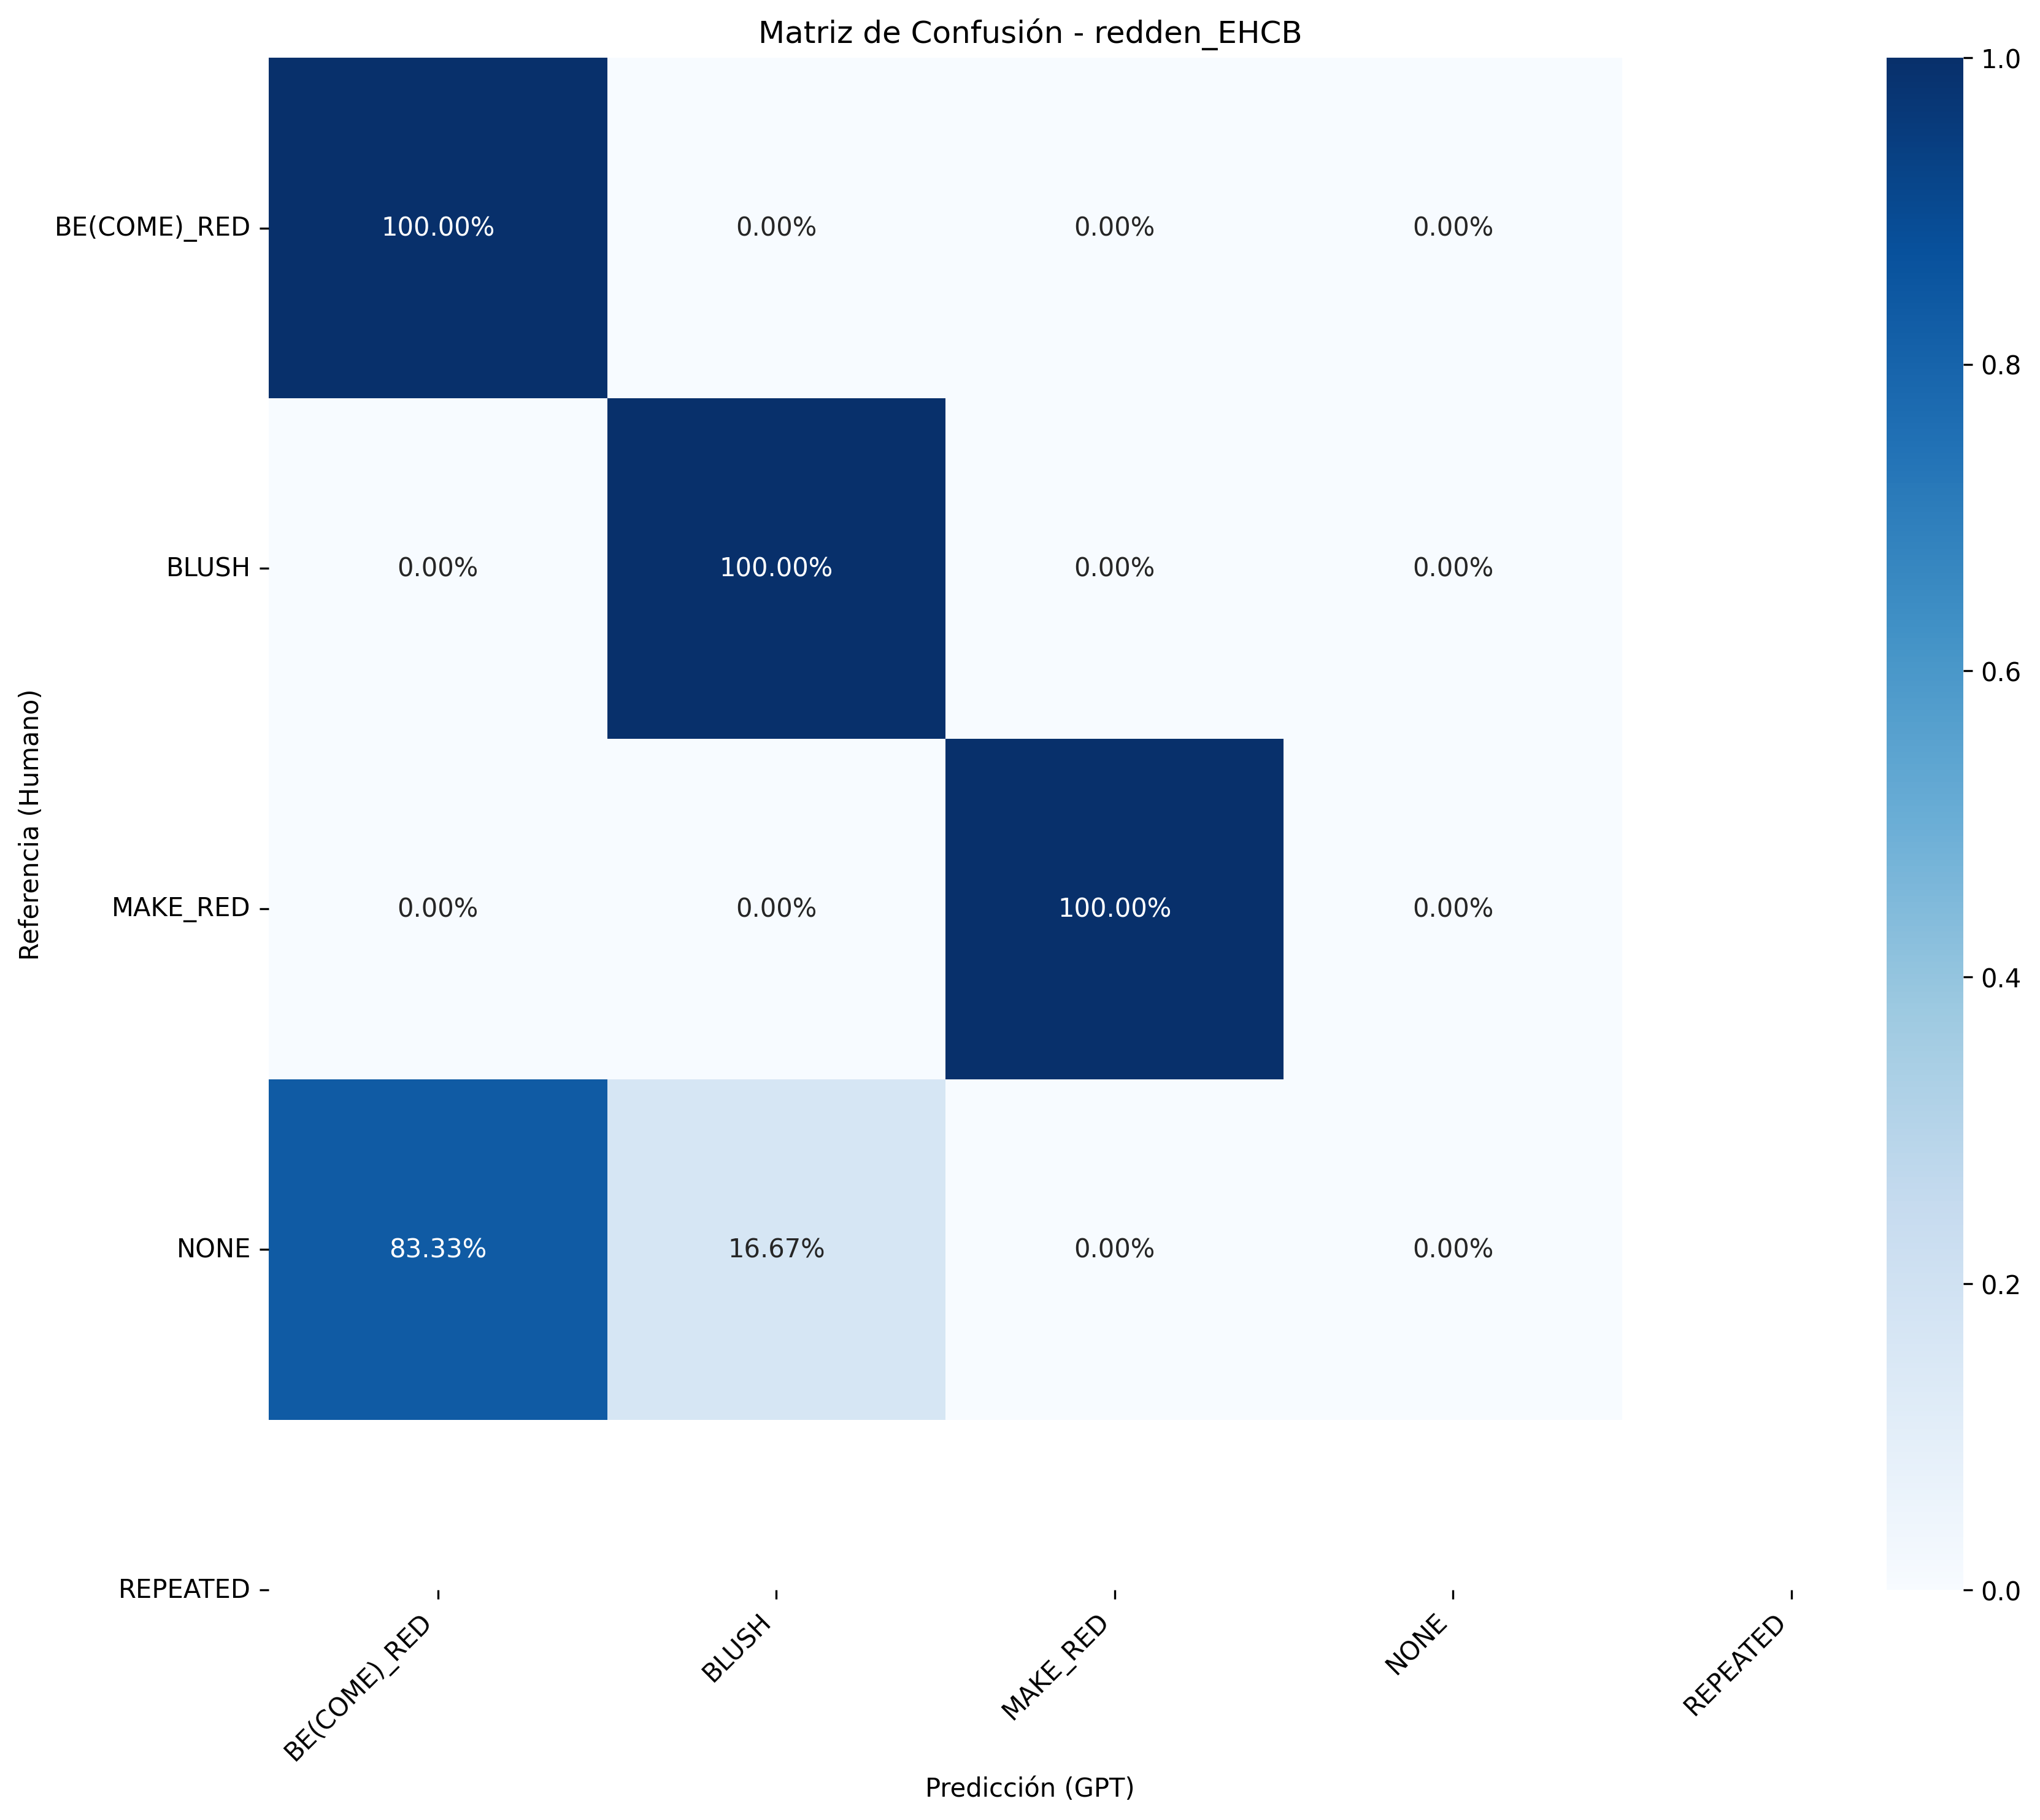 Matriz de Confusión - redden_EHCB
BE(COME)_RED 100.00% 0.00% 0.00% 0.00%
BLUSH 0.00% 100.00% 0.00% 0.00%
MAKE_RED 0.00% 0.00% 100.00% 0.00%
NONE 83.33% 16.67% 0.00% 0.00%
REPEATED
BE(COME)_RED BLUSH MAKE_RED NONE REPEATED
Predicción (GPT)
Referencia (Humano)
1.0
0.8
0.6
0.4
0.2
0.0